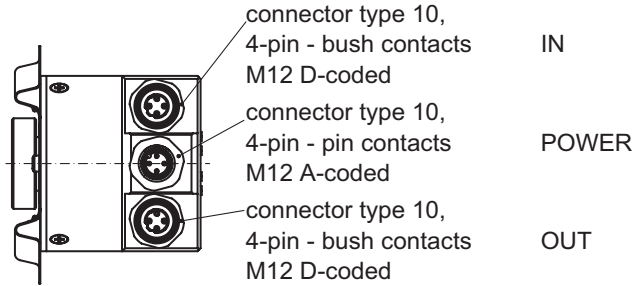 connector type 10,
4-pin - bush contacts IN
M12 D-coded
connector type 10,
4-pin - pin contacts POWER
M12 A-coded
connector type 10,
4-pin - bush contacts OUT
M12 D-coded